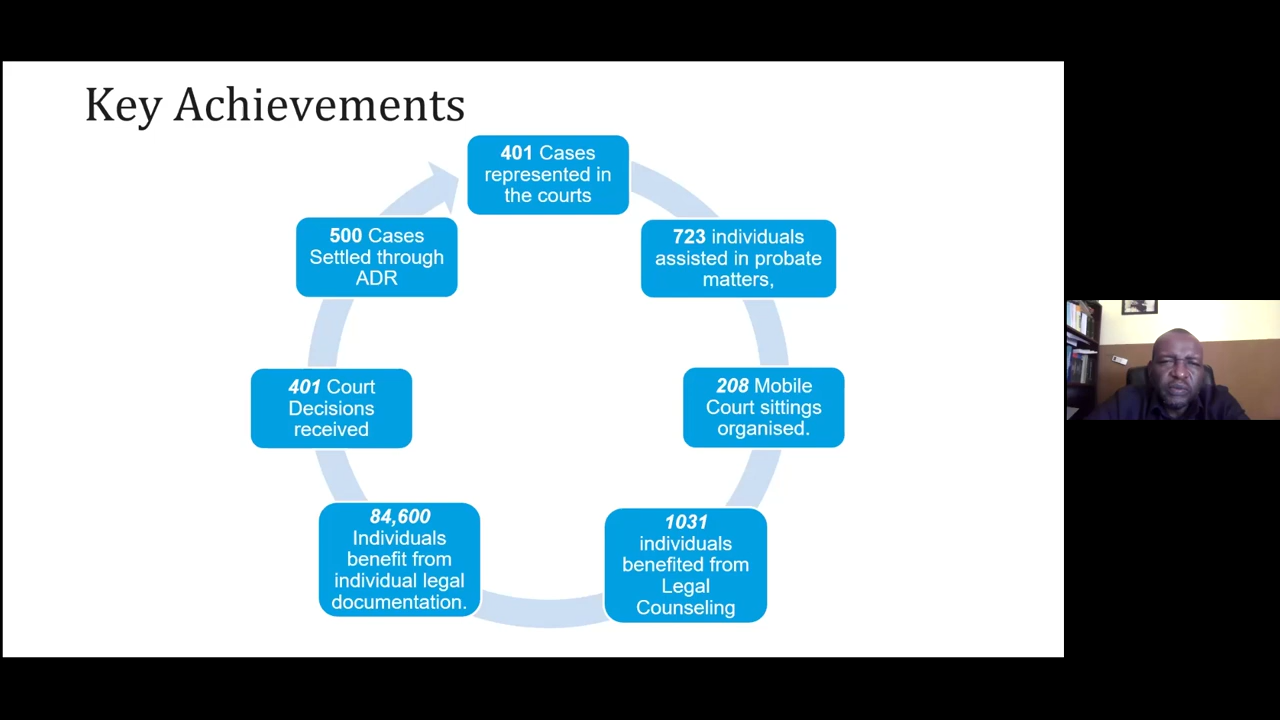 Key Achievements
401 Cases
represented in
the courts
723 individuals
assisted in probate
matters,
208 Mobile
Court sittings
organised.
1031
individuals
benefited from
Legal
Counseling
84,600
Individuals
benefit from
individual legal
documentation.
401 Court
Decisions
received
500 Cases
Settled through
ADR